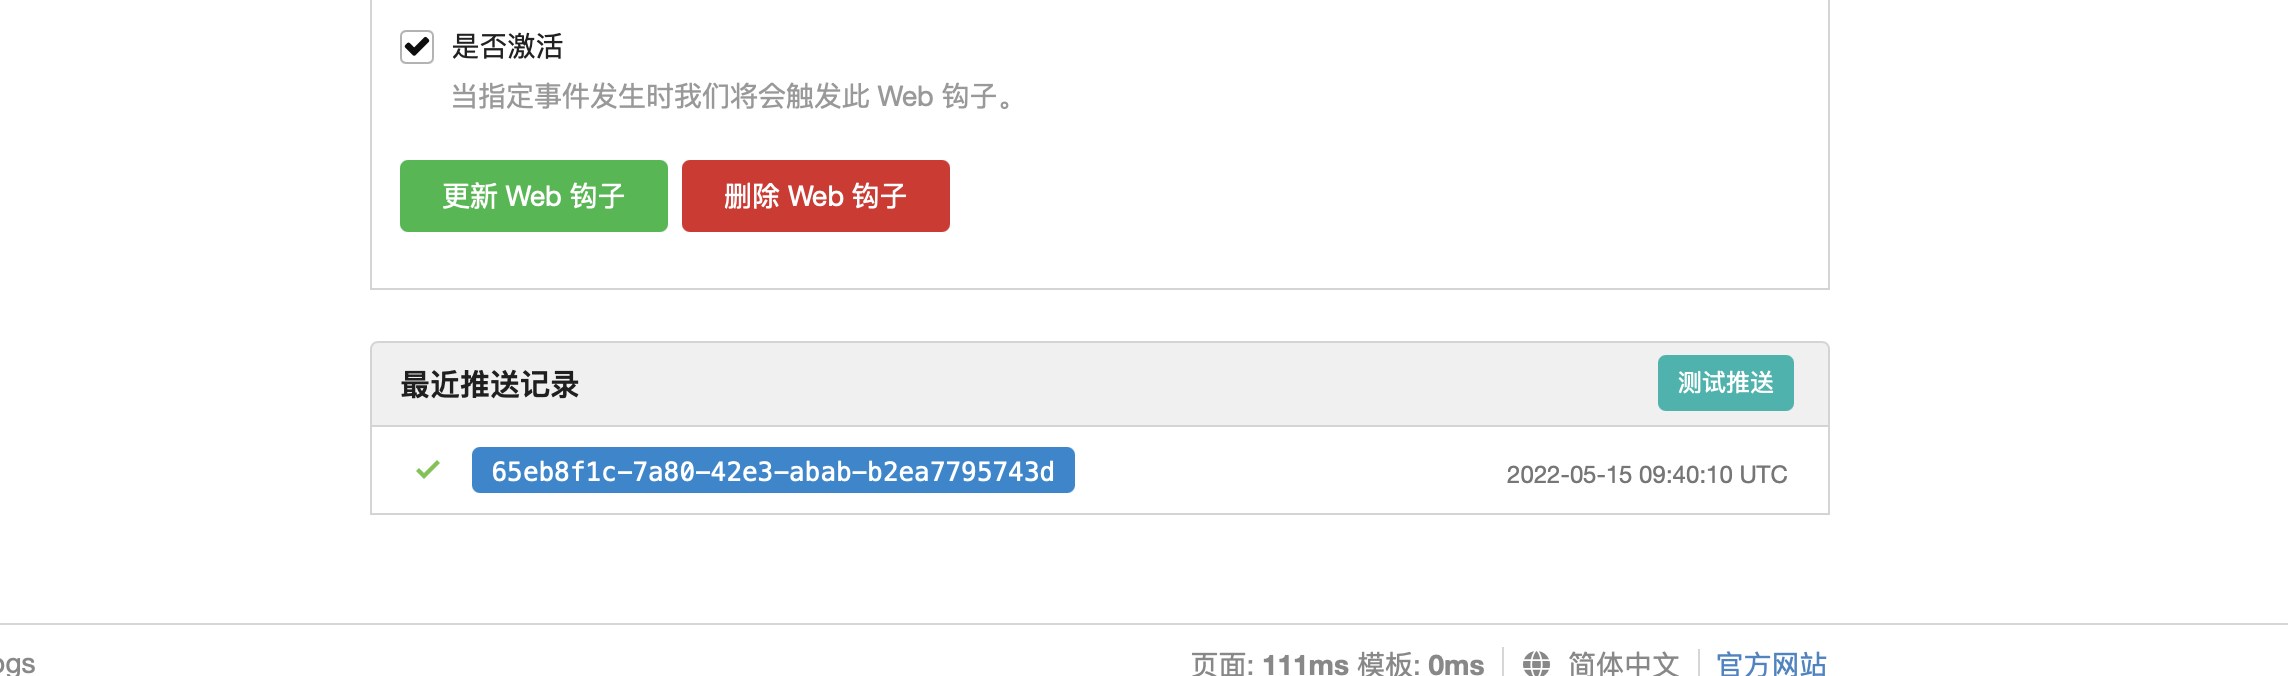 是否激活
当指定事件发生时我们将会触发此 Web 钩子。
更新 Web 钩子 删除 Web 钩子
最近推送记录 测试推送
65eb8f1c-7a80-42e3-abab-b2ea7795743d 2022-05-15 09:40:10 UTC
ogs 页面: 111ms 模板: 0ms 简体中文 官方网站